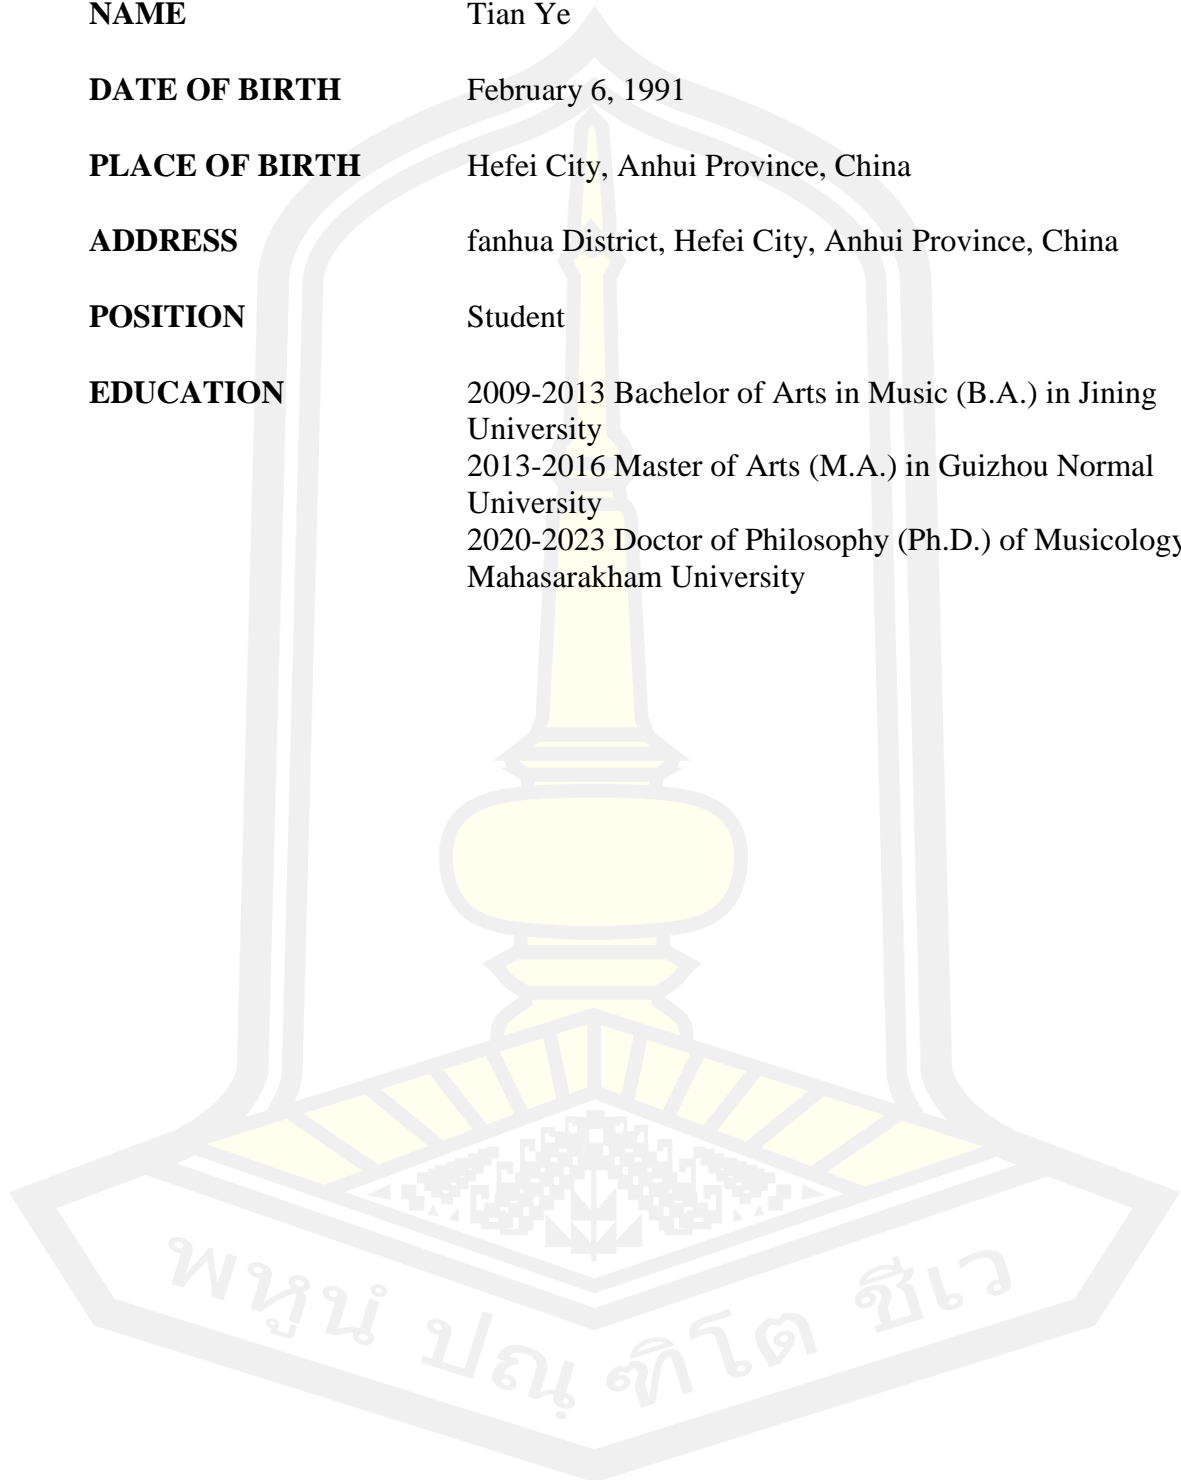 NAME Tian Ye
DATE OF BIRTH February 6, 1991
PLACE OF BIRTH Hefei City, Anhui Province, China
ADDRESS fanhua District, Hefei City, Anhui Province, China
POSITION Student
EDUCATION 2009-2013 Bachelor of Arts in Music (B.A.) in Jining
University
2013-2016 Master of Arts (M.A.) in Guizhou Normal
University
2020-2023 Doctor of Philosophy (Ph.D.) of Musicology
Mahasarakham University
พหูนํ ปณฺฑิโต ชีเว